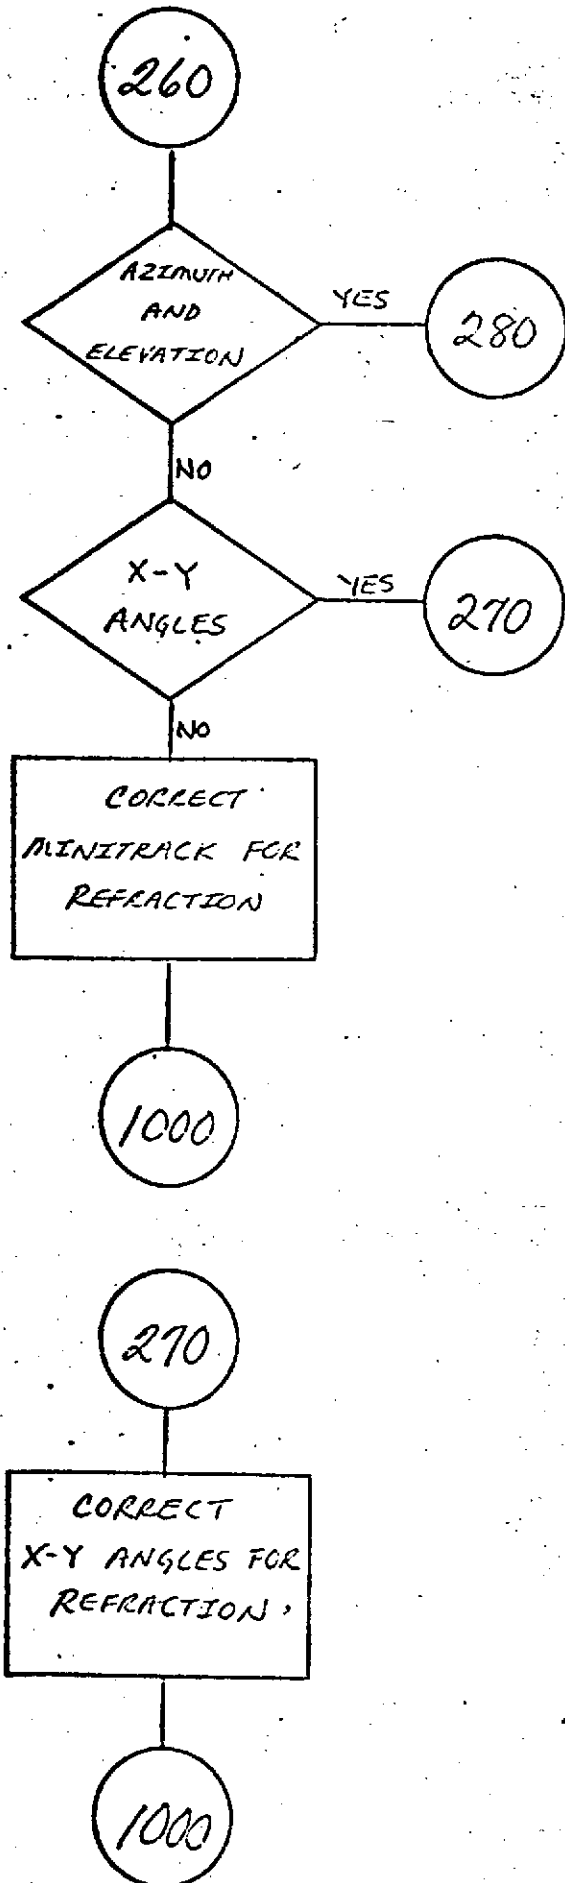 260
AZIMUTH
AND
ELEVATION
YES
280
NO
X-Y
ANGLES
YES
270
NO
CORRECT
MINITRACK FOR
REFRACTION
1000
270
CORRECT
X-Y ANGLES FOR
REFRACTION
1000